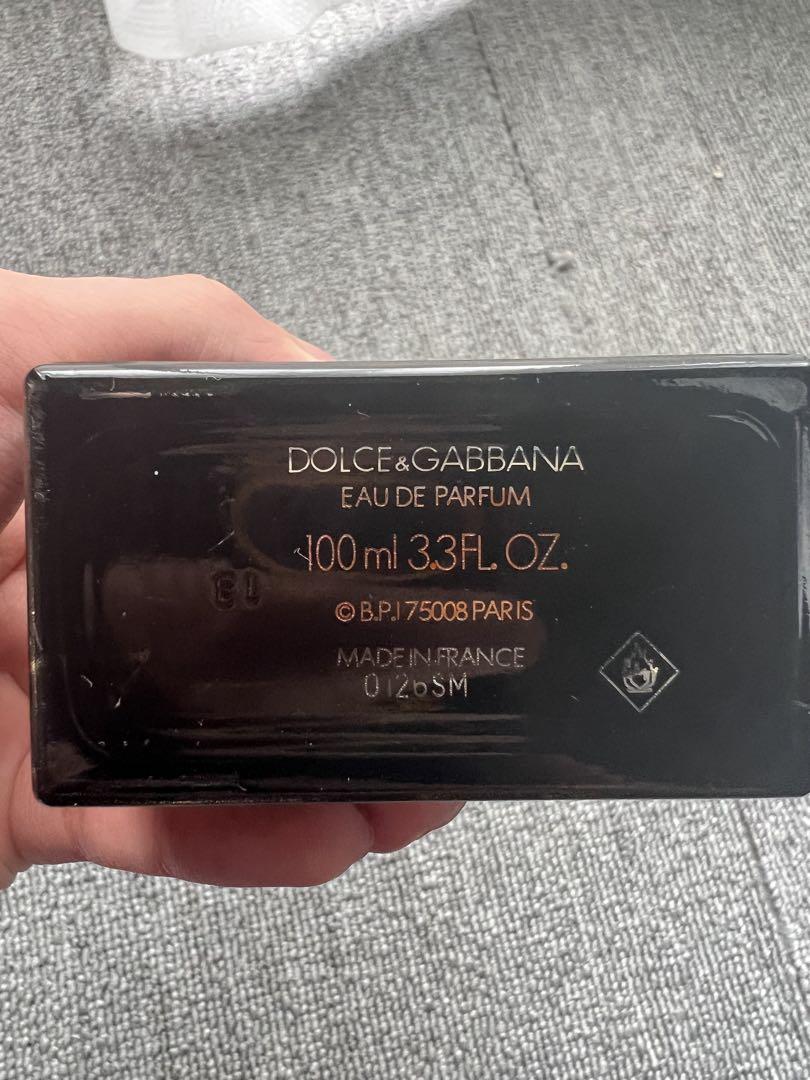 DOLCE&GABBANA
EAU DE PARFUM
100 ml 3.3FL. OZ.
© B.P.I 75008 PARIS
MADE IN FRANCE
0126SM